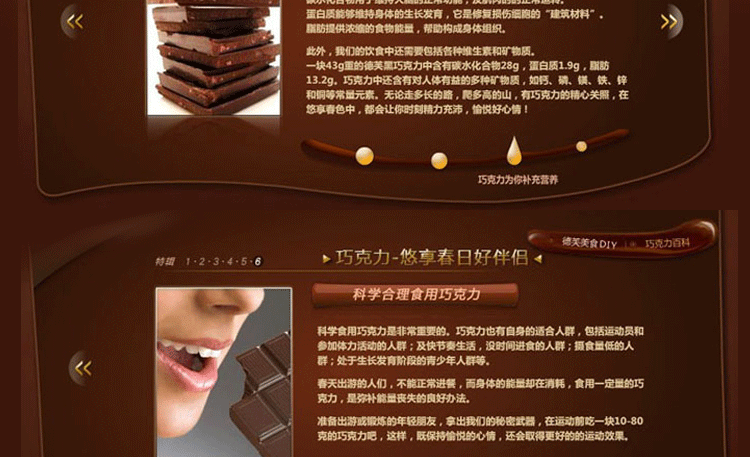 蛋白质能够维持身体的生长发育，它是修复损伤细胞的“建筑材料”。
脂肪提供浓缩的食物能量，帮助构成身体组织。
此外，我们的饮食中还需要包括各种维生素和矿物质。
一块43g重的德芙黑巧克力中含有碳水化合物28g，蛋白质1.9g，脂肪
13.2g。巧克力中还含有对人体有益的多种矿物质，如钙、磷、镁、铁、锌
和铜等常量元素。无论走多长的路，爬多高的山，有巧克力的精心关照，在
悠享春色中，都会让你时刻精力充沛，愉悦好心情！
巧克力为你补充营养
德芙美食DIY | 巧克力百科
特辑 1·2·3·4·5·6
巧克力-悠享春日好伴侣
科学合理食用巧克力
科学食用巧克力是非常重要的。巧克力也有自身的适合人群，包括运动员和
参加体力活动的人群；及快节奏生活，没时间进食的人群；摄食量低的人
群；处于生长发育阶段的青少年人群等。
春天出游的人们，不能正常进餐，而身体的能量却在消耗，食用一定量的巧
克力，是弥补能量丧失的良好办法。
准备出游或锻炼的年轻朋友，拿出我们的秘密武器，在运动前吃一块10-80
克的巧克力吧，这样，既保持愉悦的心情，还会取得更好的的运动效果。